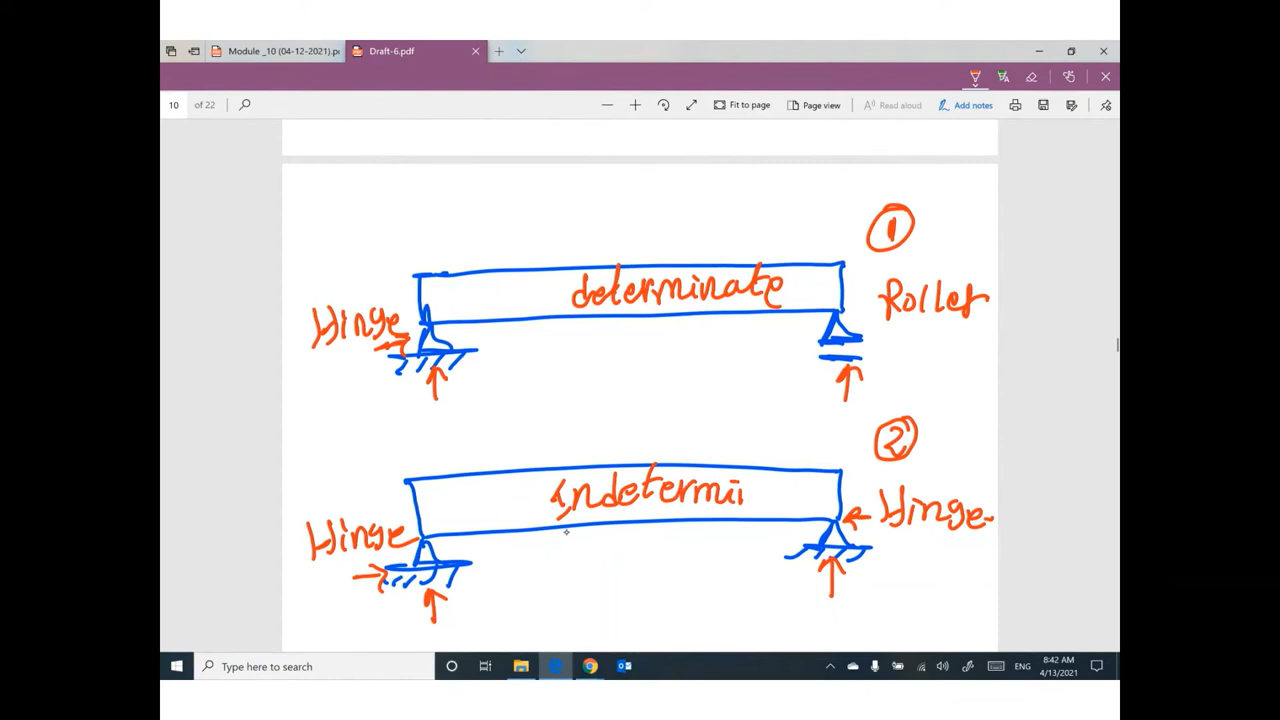 Module _10 (04-12-2021).p
Draft-6.pdf
10 of 22
Fit to page
Page view
Read aloud
Add notes
1
determinate
Hinge
Roller
2
indetermi
Hinge
Hinge
Type here to search
ENG
8:42 AM
4/13/2021